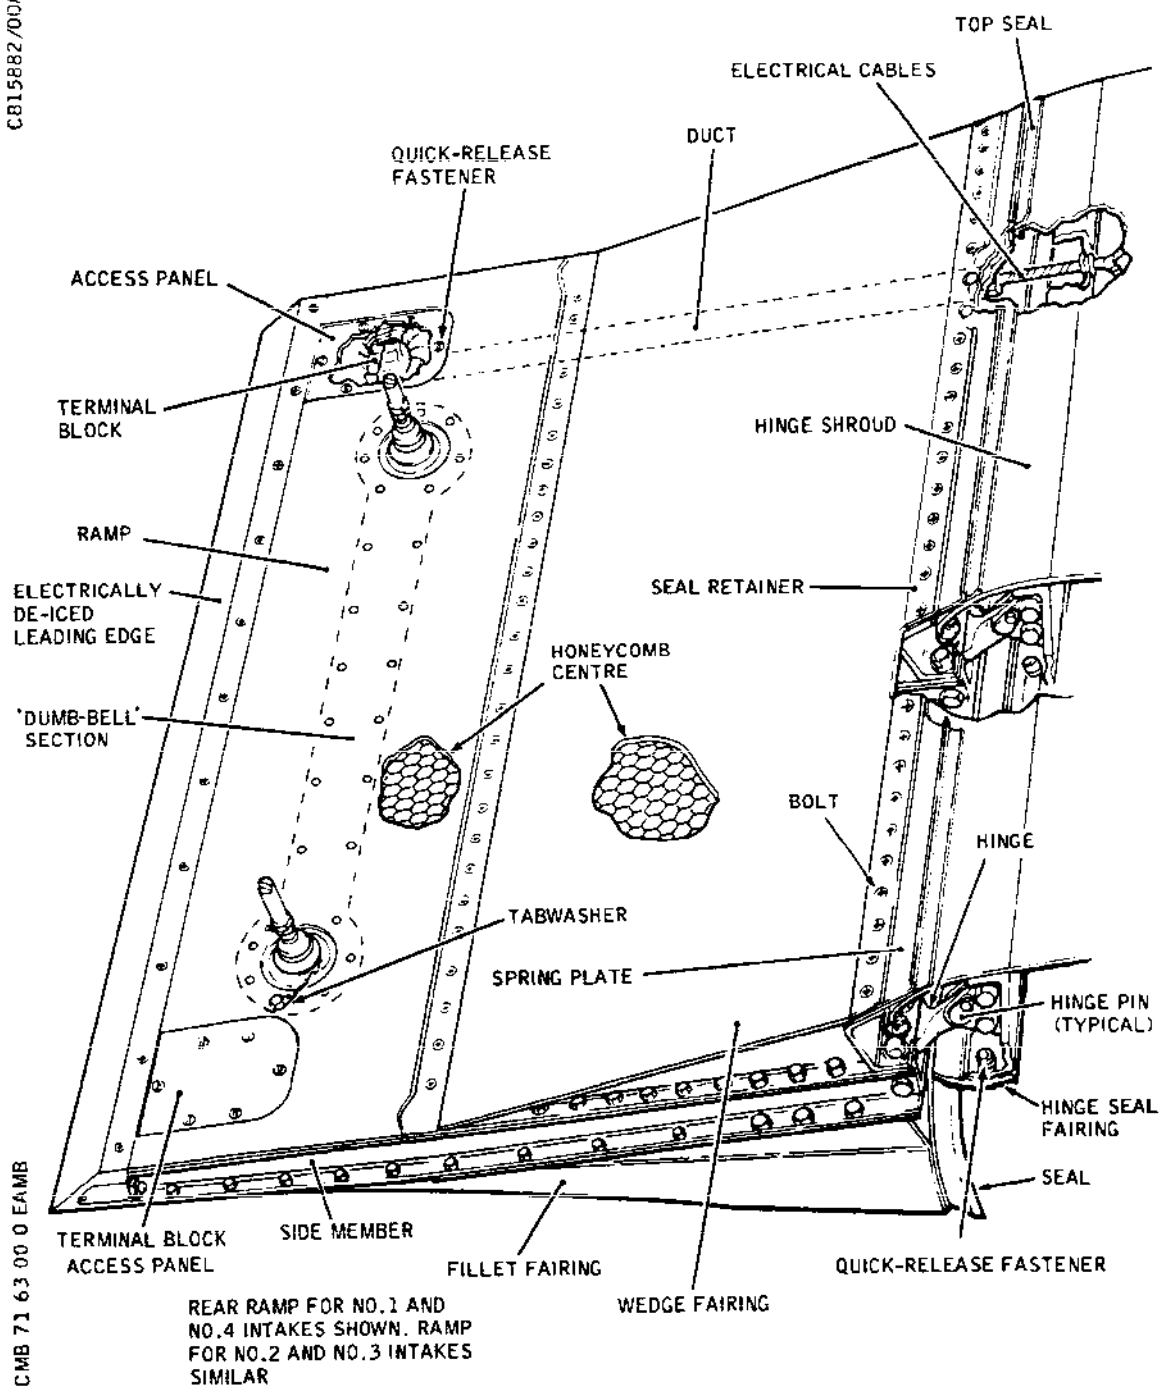 CB15882/00
TOP SEAL
ELECTRICAL CABLES
DUCT
QUICK-RELEASE
FASTENER
ACCESS PANEL
TERMINAL
BLOCK
HINGE SHROUD
RAMP
ELECTRICALLY
DE-ICED
LEADING EDGE
SEAL RETAINER
HONEYCOMB
CENTRE
'DUMB-BELL'
SECTION
BOLT
HINGE
TABWASHER
SPRING PLATE
HINGE PIN
(TYPICAL)
HINGE SEAL
FAIRING
SEAL
TERMINAL BLOCK
ACCESS PANEL
SIDE MEMBER
FILLET FAIRING
WEDGE FAIRING
QUICK-RELEASE FASTENER
REAR RAMP FOR NO.1 AND
NO.4 INTAKES SHOWN. RAMP
FOR NO.2 AND NO.3 INTAKES
SIMILAR
CMB 71 63 00 0 EAMB